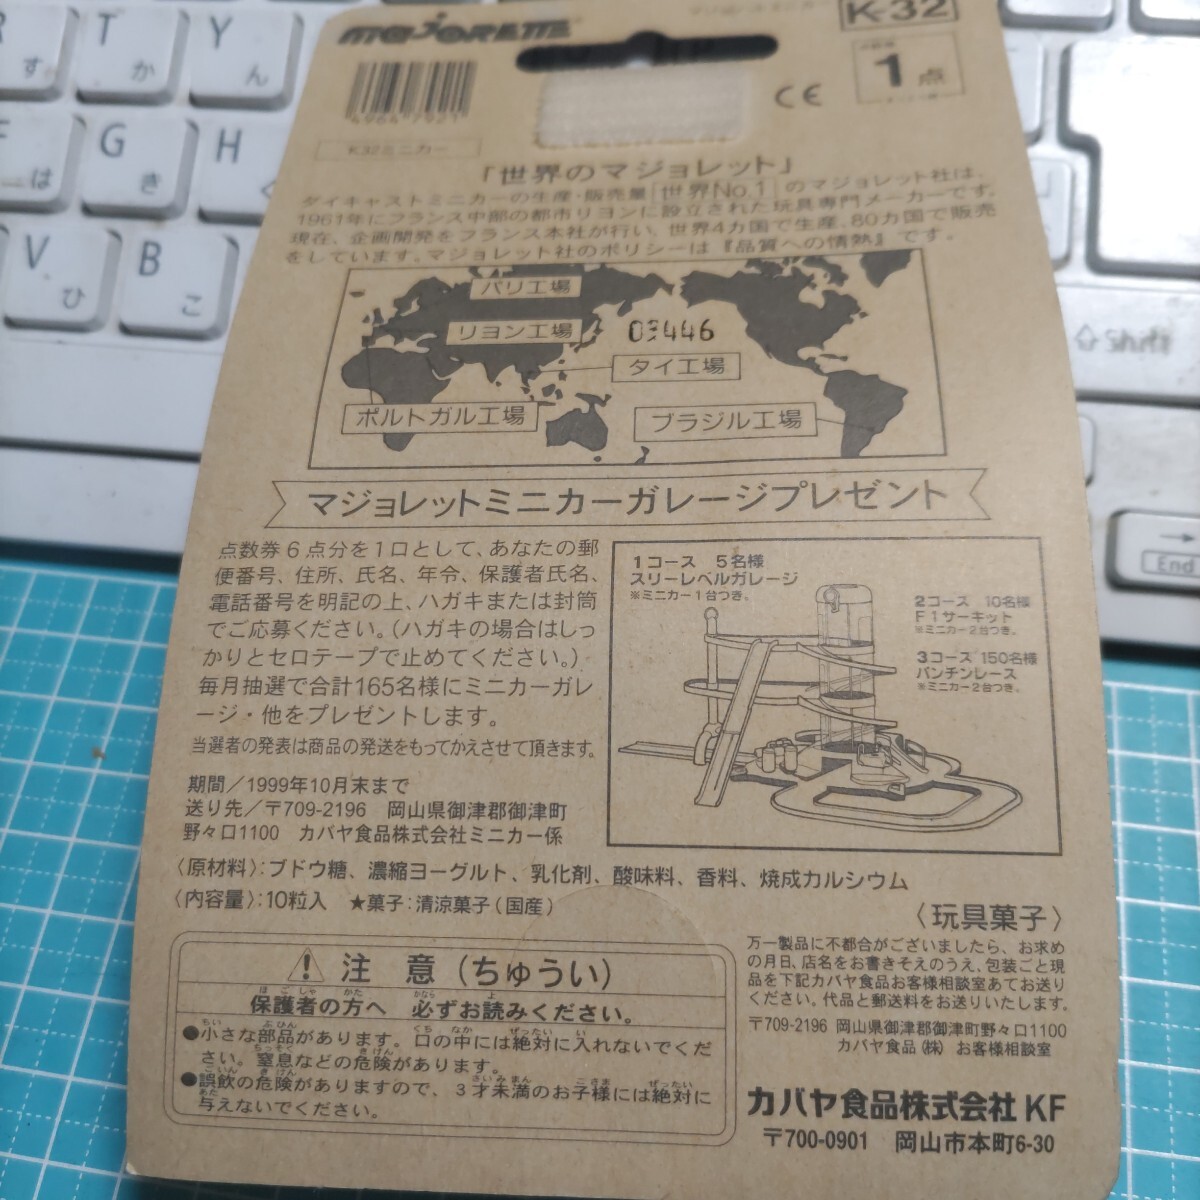 majorette
マジョレットミニカー
K-32
1点
CE
4964 7921
K32ミニカー
「世界のマジョレット」
ダイキャストミニカーの生産・販売量[世界No.1]のマジョレット社は、
1961年にフランス中部の都市リヨンに設立された玩具専門メーカーです。
現在、企画開発をフランス本社が行い、世界4カ国で生産、80カ国で販売
をしています。マジョレット社のポリシーは『品質への情熱』です。
パリ工場
リヨン工場
03446
タイ工場
ポルトガル工場
ブラジル工場
マジョレットミニカーガレージプレゼント
点数券6点分を1口として、あなたの郵
便番号、住所、氏名、年令、保護者氏名、
電話番号を明記の上、ハガキまたは封筒
でご応募ください。(ハガキの場合はしっ
かりとセロテープで止めてください。)
毎月抽選で合計165名様にミニカーガレ
ージ・他をプレゼントします。
当選者の発表は商品の発送をもってかえさせて頂きます。
期間/1999年10月末まで
送り先/〒709-2196 岡山県御津郡御津町
野々口1100 カバヤ食品株式会社ミニカー係
1コース 5名様
スリーレベルガレージ
※ミニカー1台つき。
2コース 10名様
F1サーキット
※ミニカー2台つき。
3コース 150名様
パンチンレース
※ミニカー2台つき。
〈原材料〉:ブドウ糖、濃縮ヨーグルト、乳化剤、酸味料、香料、焼成カルシウム
〈内容量〉:10粒入 ★菓子:清涼菓子(国産)
〈玩具菓子〉
万一製品に不都合がございましたら、お求め
の月日、店名をお書きそえのうえ、包装ごと現
品を下記カバヤ食品お客様相談室あてお送り
ください。代品と郵送料をお送りいたします。
〒709-2196 岡山県御津郡御津町野々口1100
カバヤ食品(株) お客様相談室
カバヤ食品株式会社 KF
〒700-0901 岡山市本町6-30
注意(ちゅうい)
保護者の方へ 必ずお読みください。
●小さな部品があります。口の中には絶対に入れないでくだ
さい。窒息などの危険があります。
●誤飲の危険がありますので、3才未満のお子様には絶対に
与えないでください。
R
す
T
か
Y
ん
F
は
G
き
H
く
V
ひ
B
こ
Shift
End